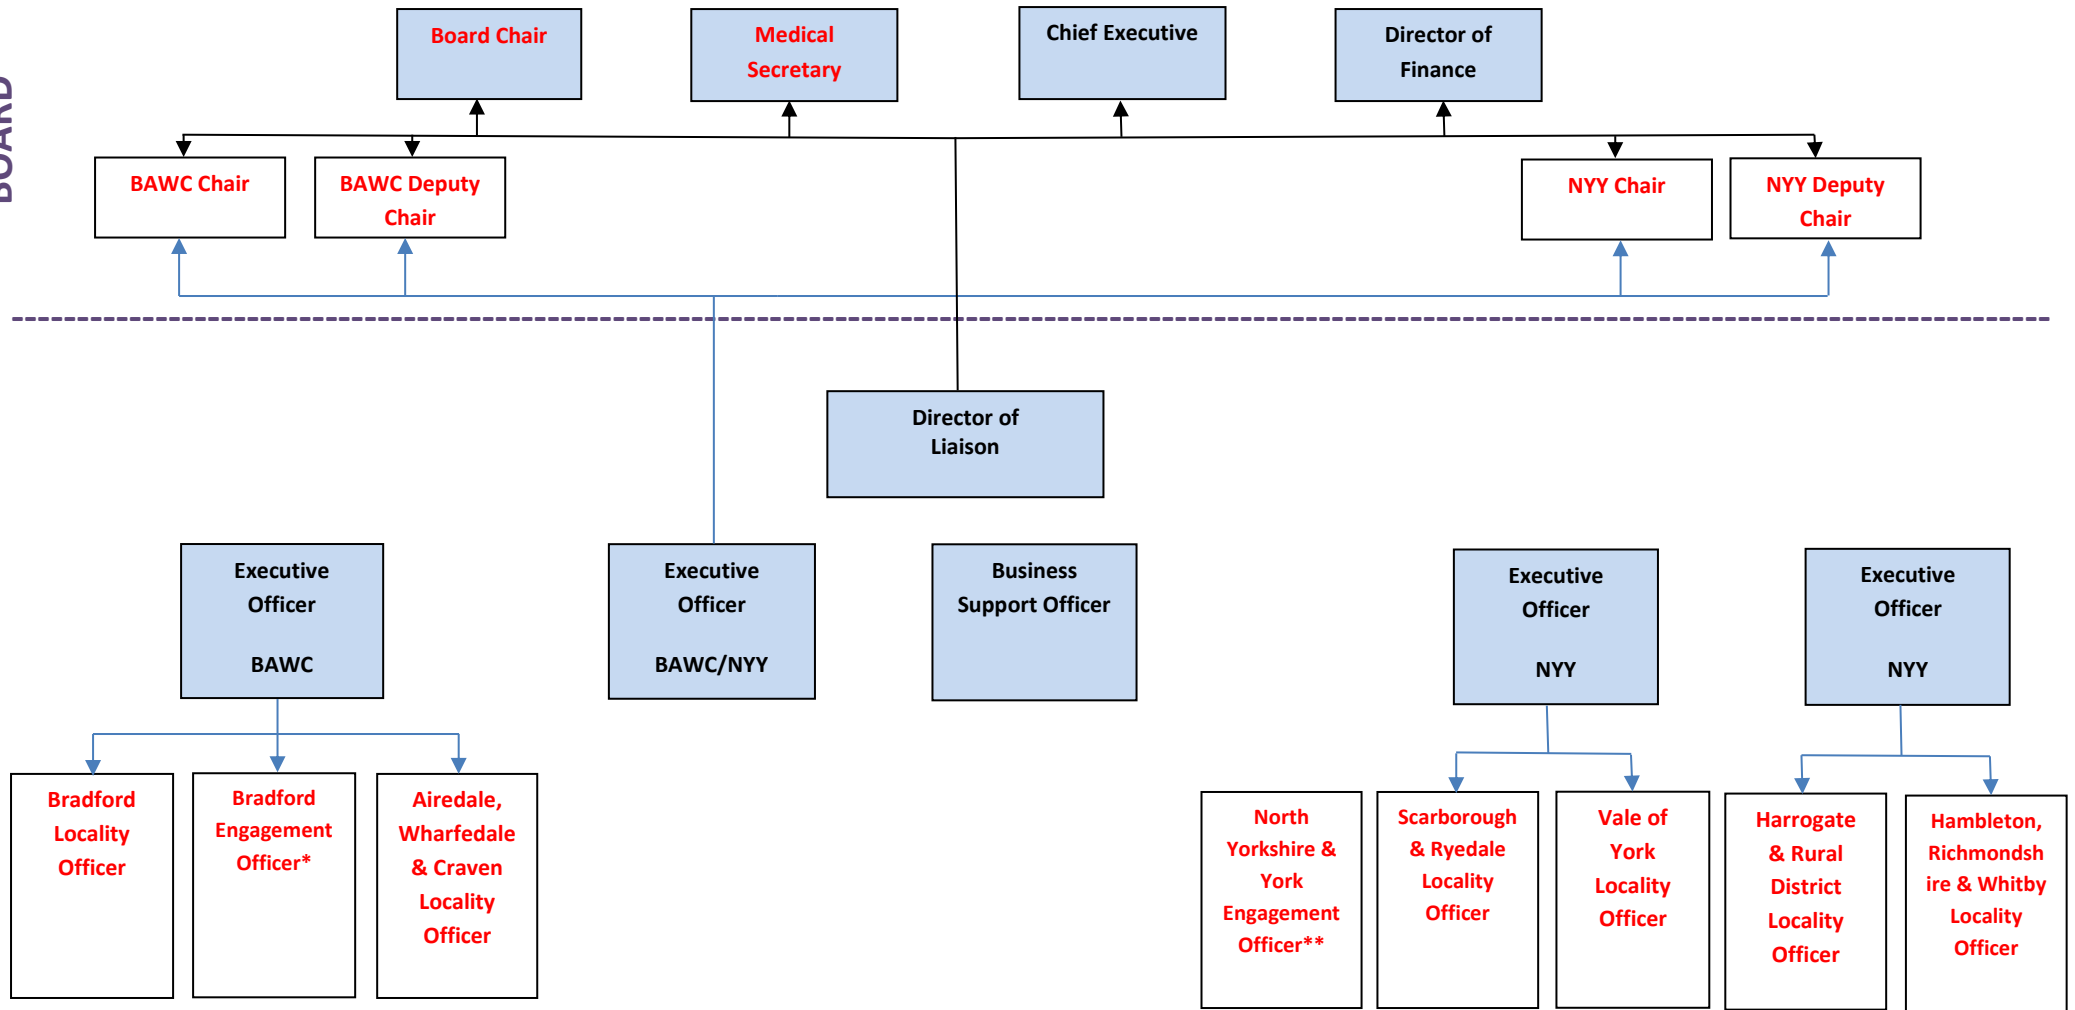 BOARD
Board Chair
Medical
Secretary
Chief Executive
Director of
Finance
BAWC Chair
BAWC Deputy
Chair
NYY Chair
NYY Deputy
Chair
Director of
Liaison
Executive
Officer
BAWC
Executive
Officer
BAWC/NYY
Business
Support Officer
Executive
Officer
NYY
Executive
Officer
NYY
Bradford
Locality
Officer
Bradford
Engagement
Officer*
Airedale,
Wharfedale
& Craven
Locality
Officer
North
Yorkshire &
York
Engagement
Officer**
Scarborough
& Ryedale
Locality
Officer
Vale of
York
Locality
Officer
Harrogate
& Rural
District
Locality
Officer
Hambleton,
Richmondsh
ire & Whitby
Locality
Officer